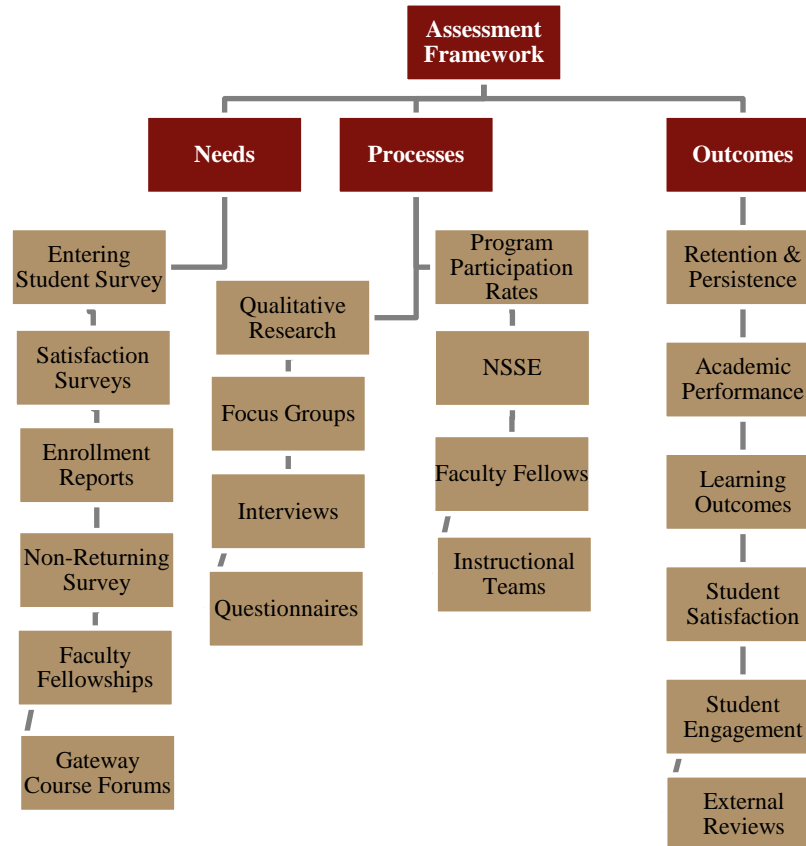 Assessment
Framework
Needs
Processes
Outcomes
Entering
Student Survey
Satisfaction
Surveys
Enrollment
Reports
Non-Returning
Survey
Faculty
Fellowships
Gateway
Course Forums
Qualitative
Research
Focus Groups
Interviews
Questionnaires
Program
Participation
Rates
NSSE
Faculty Fellows
Instructional
Teams
Retention &
Persistence
Academic
Performance
Learning
Outcomes
Student
Satisfaction
Student
Engagement
External
Reviews